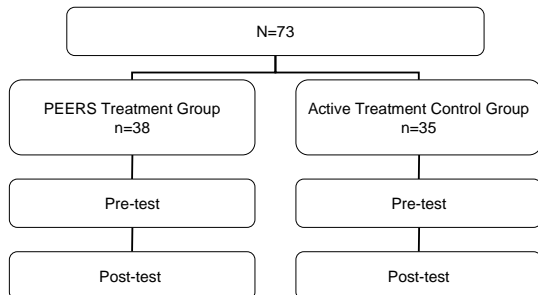 N=73
PEERS Treatment Group
n=38
Active Treatment Control Group
n=35
Pre-test
Pre-test
Post-test
Post-test